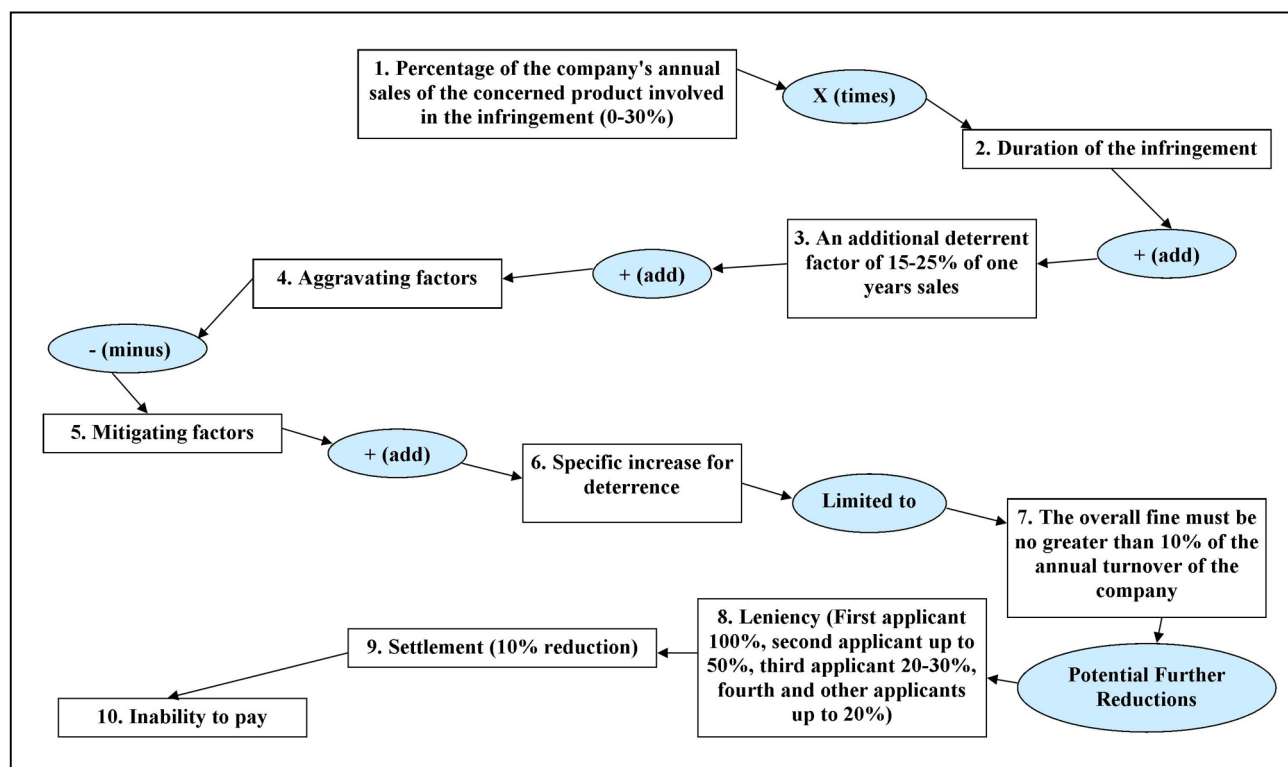 1. Percentage of the company's annual
sales of the concerned product involved
in the infringement (0-30%)
X (times)
2. Duration of the infringement
+ (add)
3. An additional deterrent
factor of 15-25% of one
years sales
+ (add)
4. Aggravating factors
- (minus)
5. Mitigating factors
+ (add)
6. Specific increase for
deterrence
Limited to
7. The overall fine must be
no greater than 10% of the
annual turnover of the
company
Potential Further
Reductions
8. Leniency (First applicant
100%, second applicant up to
50%, third applicant 20-30%,
fourth and other applicants
up to 20%)
9. Settlement (10% reduction)
10. Inability to pay